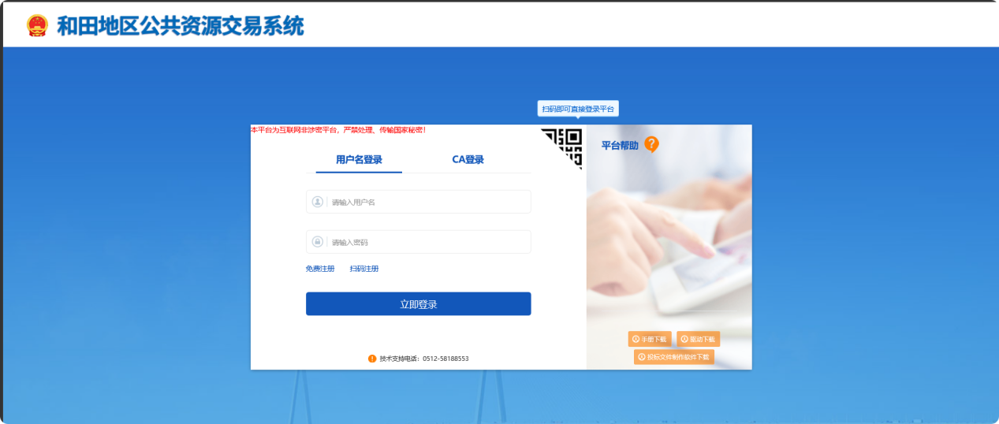 和田地区公共资源交易系统
扫码即可直接登录平台
本平台为互联网非涉密平台，严禁处理、传输国家秘密！
平台帮助
用户名登录 CA登录
请输入用户名
请输入密码
免费注册 扫码注册
立即登录
手册下载 驱动下载
投标文件制作软件下载
技术支持电话：0512-58188553